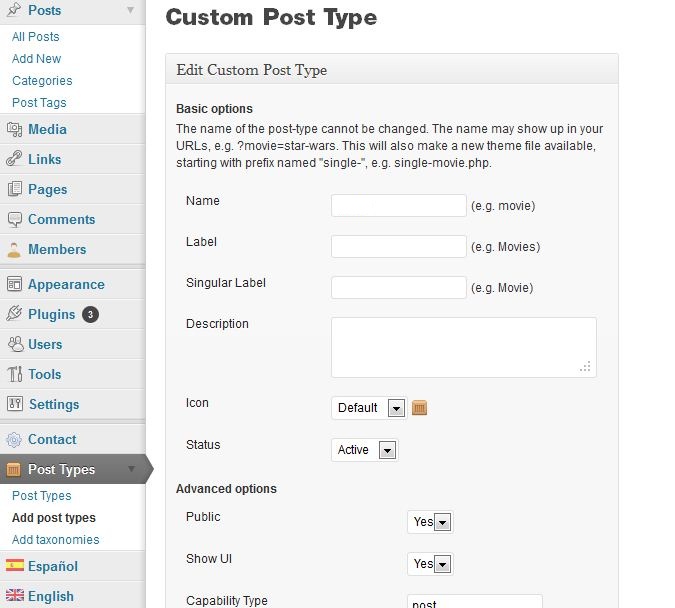 Posts
All Posts
Add New
Categories
Post Tags
Media
Links
Pages
Comments
Members
Appearance
Plugins 3
Users
Tools
Settings
Contact
Post Types
Post Types
Add post types
Add taxonomies
Español
English
Custom Post Type
Edit Custom Post Type
Basic options
The name of the post-type cannot be changed. The name may show up in your
URLs, e.g. ?movie=star-wars. This will also make a new theme file available,
starting with prefix named "single-", e.g. single-movie.php.
Name (e.g. movie)
Label (e.g. Movies)
Singular Label (e.g. Movie)
Description
Icon Default
Status Active
Advanced options
Public Yes
Show UI Yes
Capability Type post